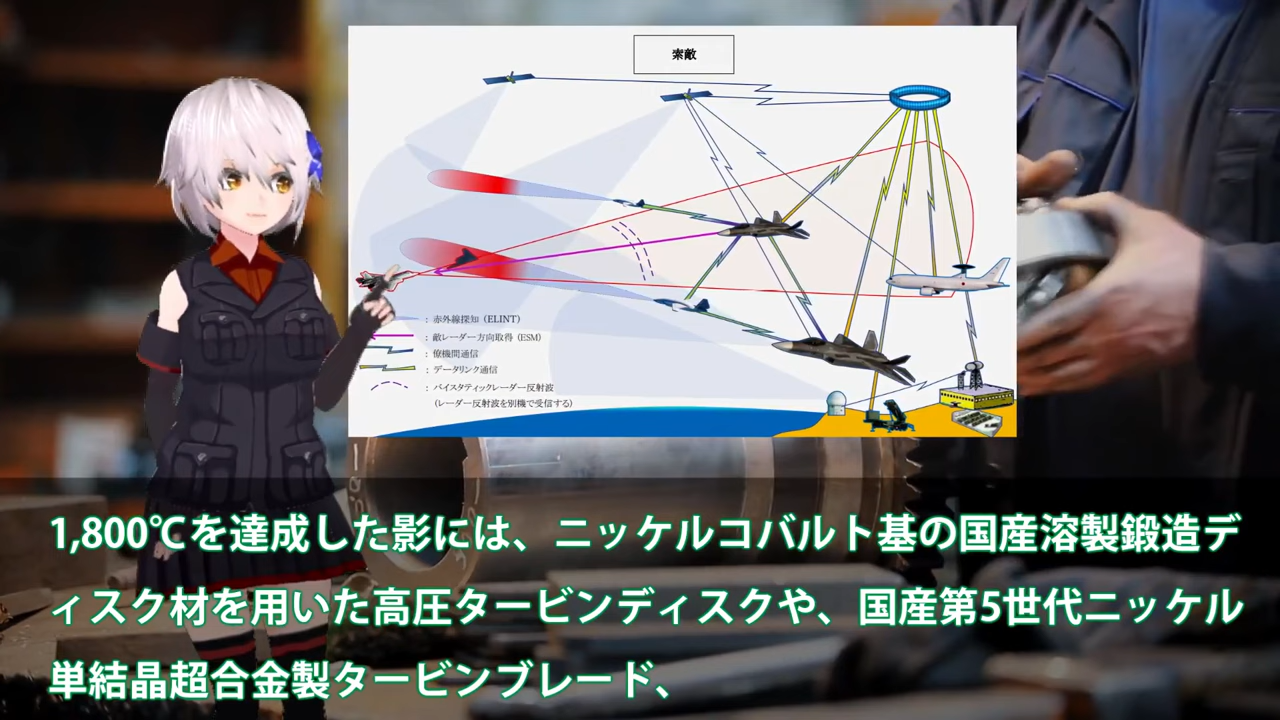 索敵
： 赤外線探知（ELINT）
： 敵レーダー方向取得（ESM）
： 僚機間通信
： データリンク通信
： バイスタティックレーダー反射波
（レーダー反射波を別機で受信する）
1,800℃を達成した影には、ニッケルコバルト基の国産溶製鍛造デ
ィスク材を用いた高圧タービンディスクや、国産第5世代ニッケル
単結晶超合金製タービンブレード、